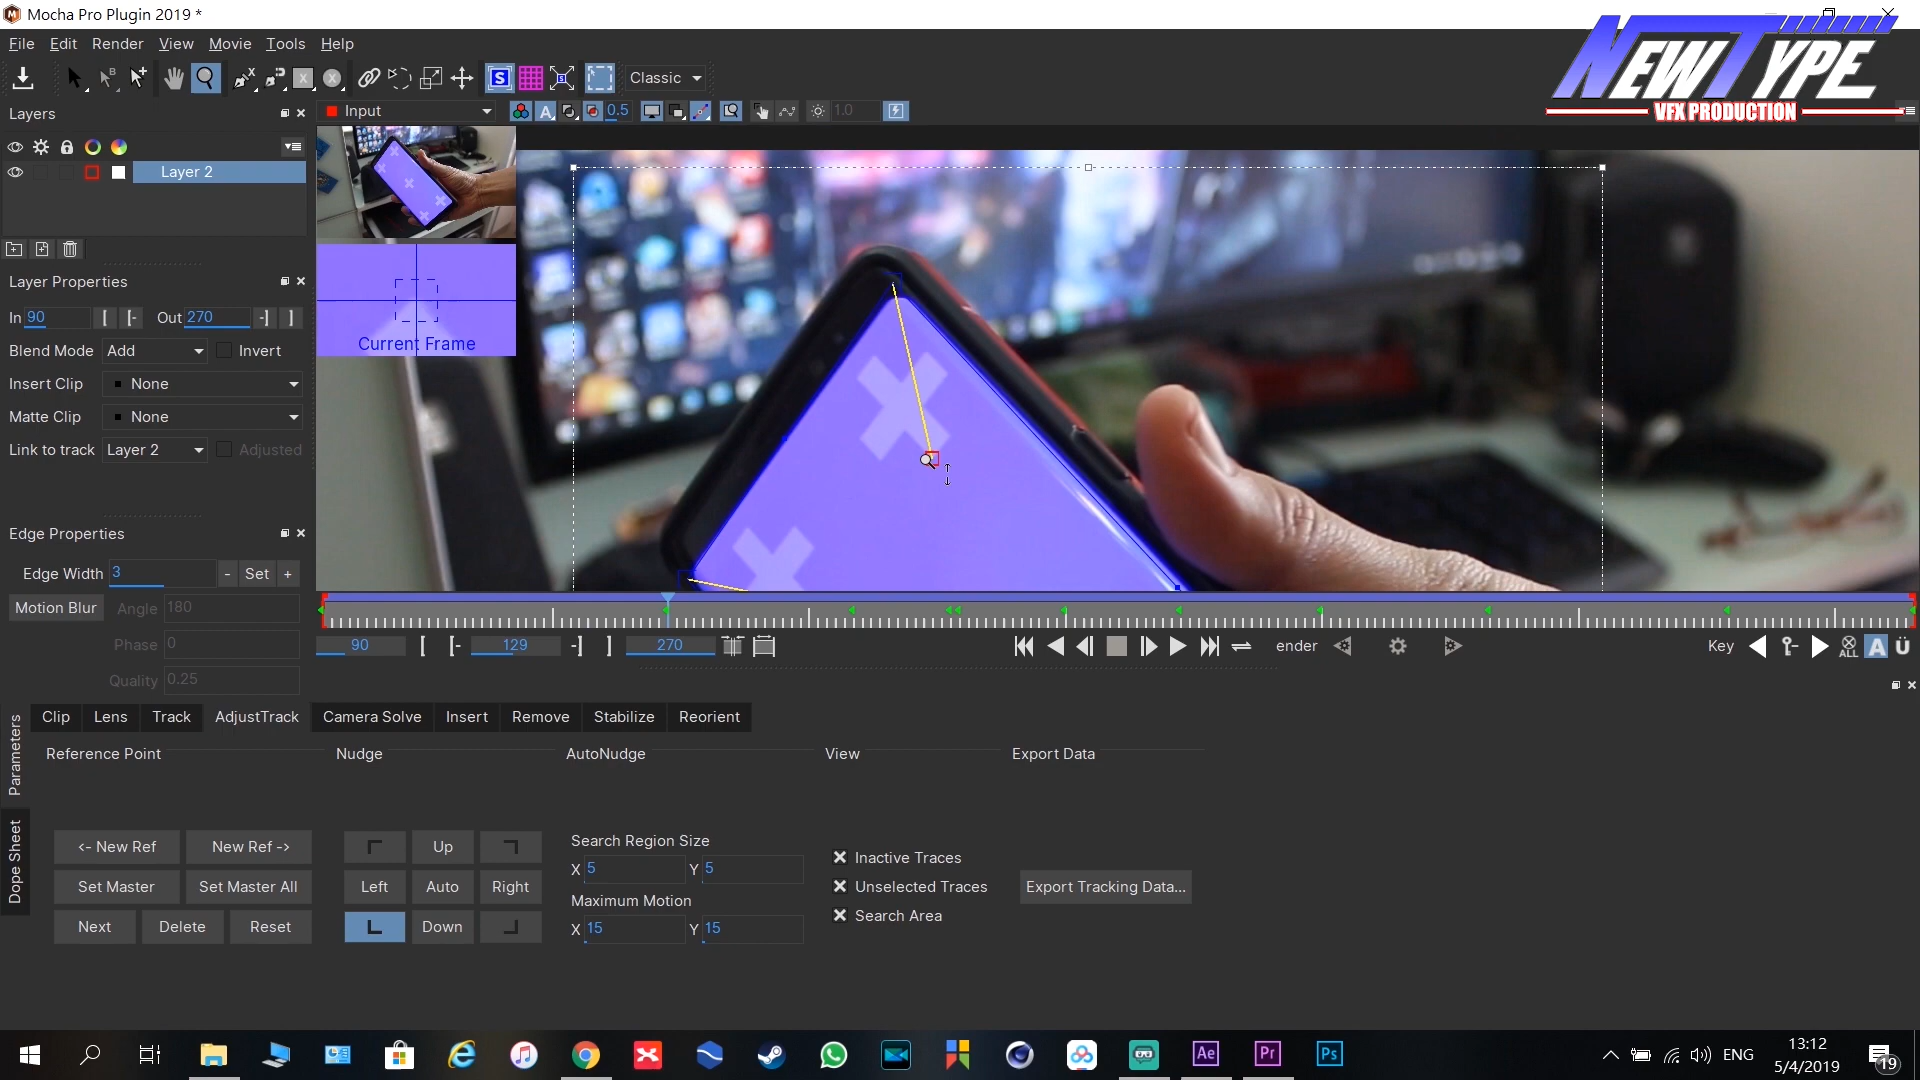 Mocha Pro Plugin 2019 *
File Edit Render View Movie Tools Help
NEWTYPE
VFX PRODUCTION
Classic
Layers
Input
0.5
1.0
Layer 2
Current Frame
Layer Properties
In 90 Out 270
Blend Mode Add Invert
Insert Clip None
Matte Clip None
Link to track Layer 2 Adjusted
Edge Properties
Edge Width 3 - Set +
Motion Blur Angle 180
Phase 0
Quality 0.25
90 129 270
ender
Key
ALL
Clip Lens Track AdjustTrack Camera Solve Insert Remove Stabilize Reorient
Parameters
Dope Sheet
Reference Point Nudge AutoNudge View Export Data
<- New Ref New Ref ->
Set Master Set Master All
Next Delete Reset
Up
Left Auto Right
Down
Search Region Size
X 5 Y 5
Maximum Motion
X 15 Y 15
Inactive Traces
Unselected Traces
Search Area
Export Tracking Data...
Ae Pr Ps
ENG
13:12
5/4/2019
19